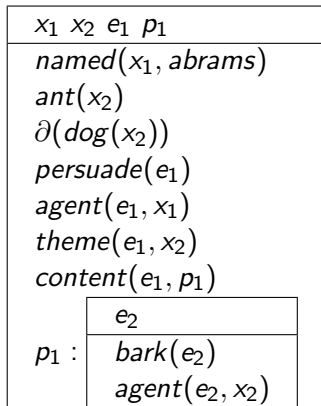 x₁ x₂ e₁ p₁
named(x₁, abrams)
ant(x₂)
∂(dog(x₂))
persuade(e₁)
agent(e₁, x₁)
theme(e₁, x₂)
content(e₁, p₁)
e₂
p₁ : bark(e₂)
agent(e₂, x₂)